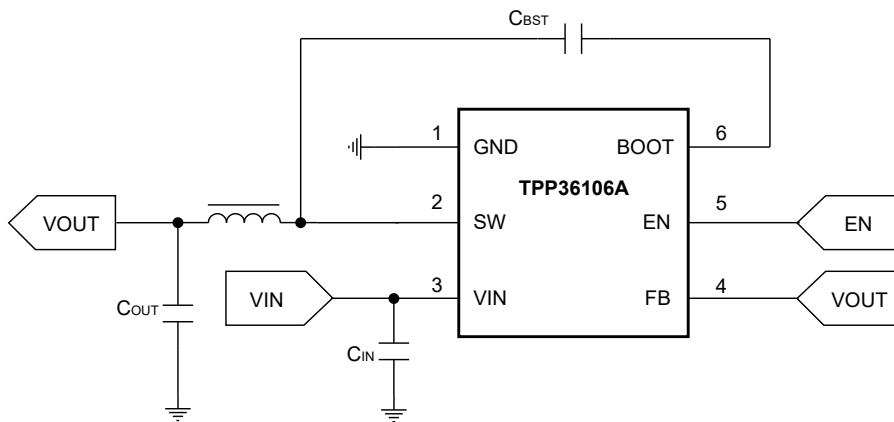 CBST
1
GND
BOOT
6
TPP36106A
VOUT
2
SW
EN
5
EN
COUT
VIN
3
VIN
FB
4
VOUT
CIN